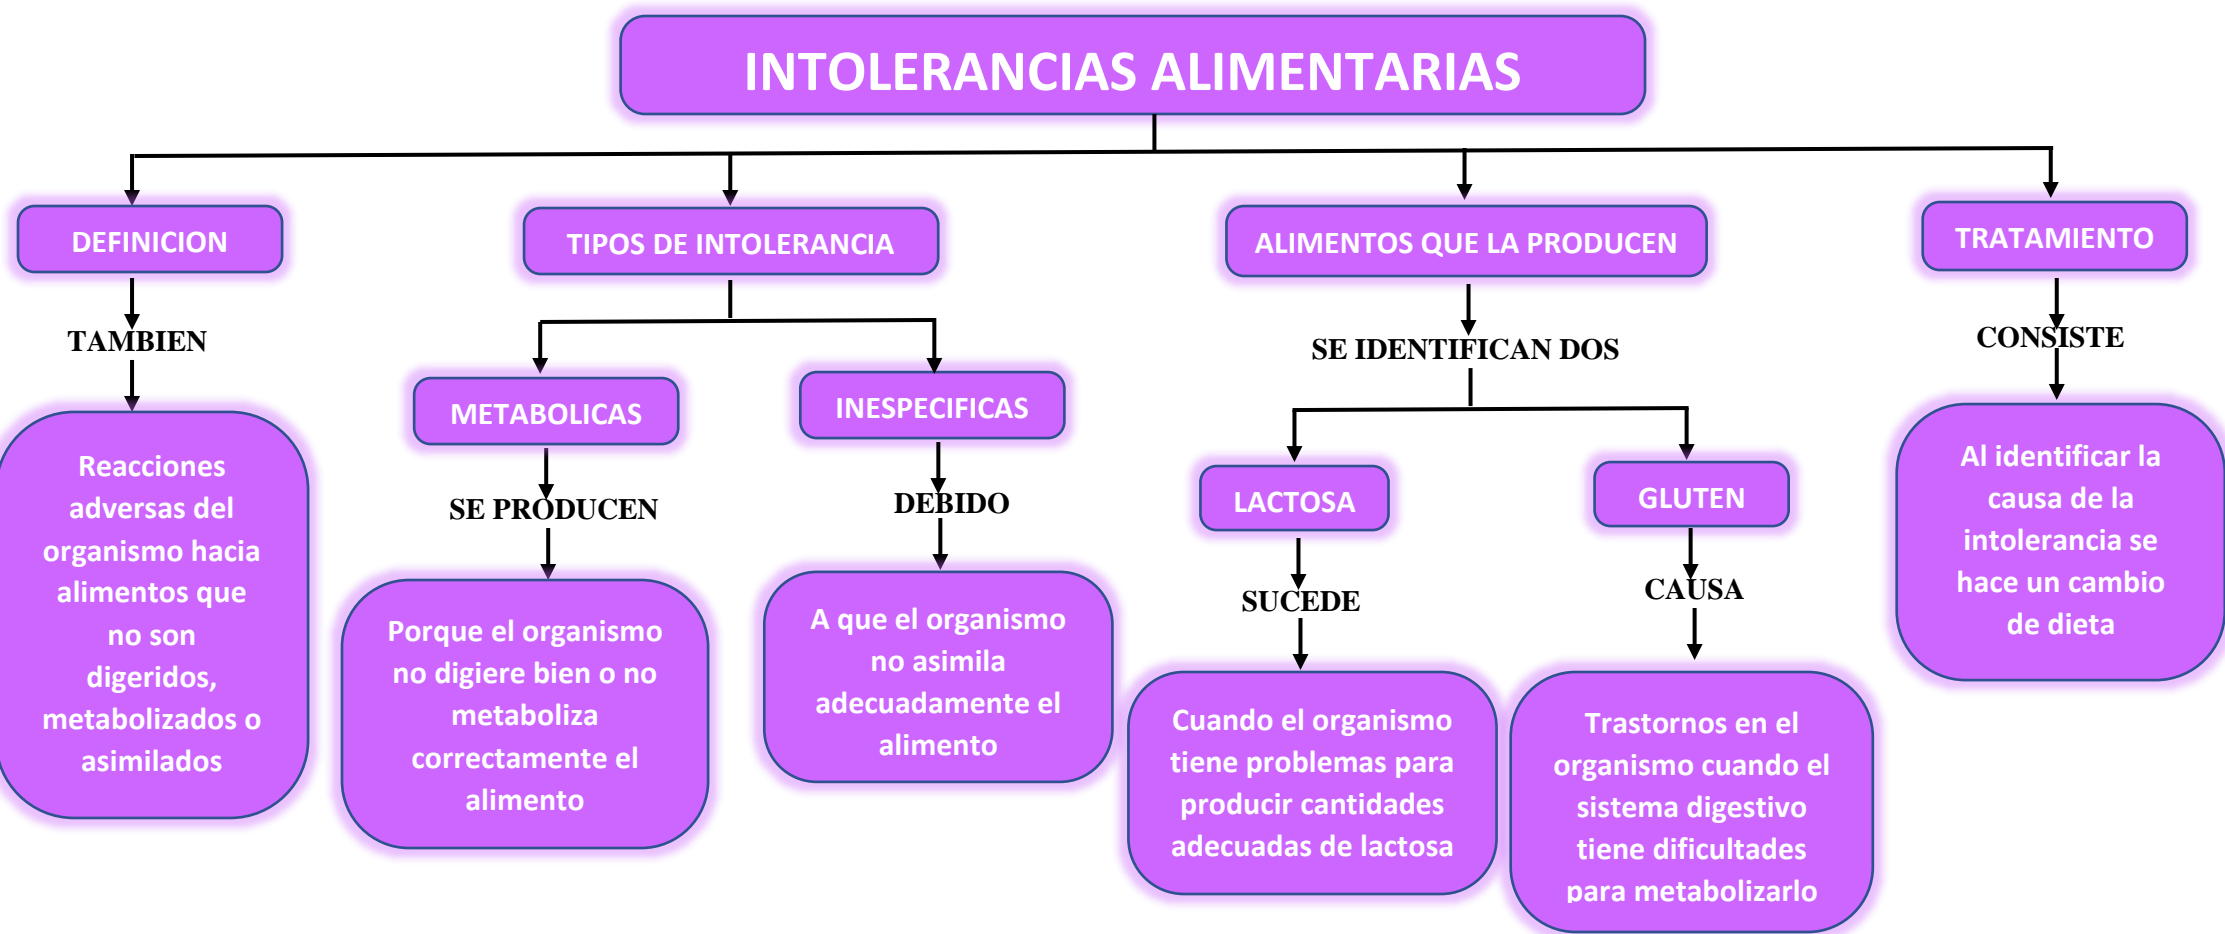 INTOLERANCIAS ALIMENTARIAS
DEFINICION
TAMBIEN
Reacciones
adversas del
organismo hacia
alimentos que
no son
digeridos,
metabolizados o
asimilados
TIPOS DE INTOLERANCIA
METABOLICAS
SE PRODUCEN
Porque el organismo
no digiere bien o no
metaboliza
correctamente el
alimento
INESPECIFICAS
DEBIDO
A que el organismo
no asimila
adecuadamente el
alimento
ALIMENTOS QUE LA PRODUCEN
SE IDENTIFICAN DOS
LACTOSA
SUCEDE
Cuando el organismo
tiene problemas para
producir cantidades
adecuadas de lactosa
GLUTEN
CAUSA
Trastornos en el
organismo cuando el
sistema digestivo
tiene dificultades
para metabolizarlo
TRATAMIENTO
CONSISTE
Al identificar la
causa de la
intolerancia se
hace un cambio
de dieta